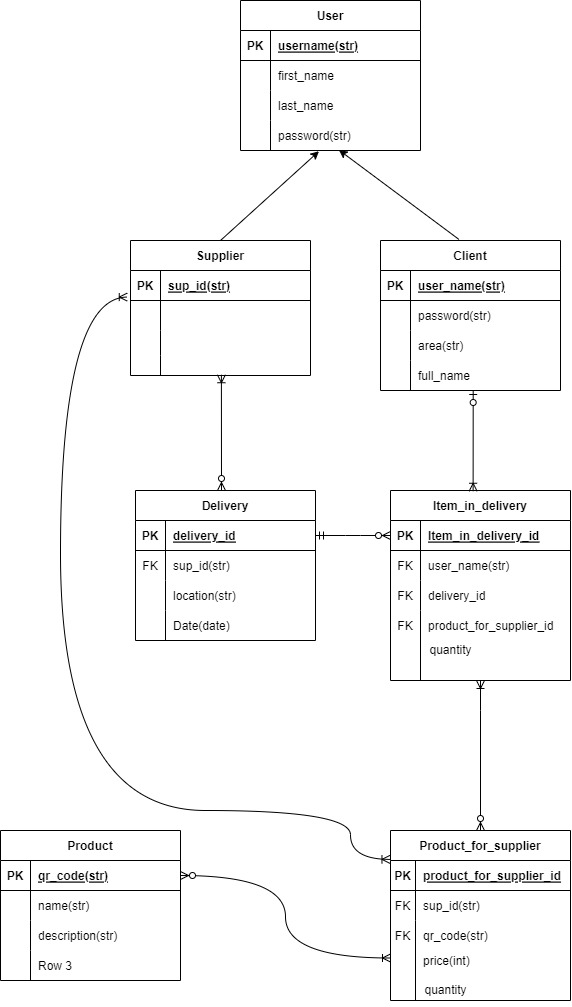 User
PK username(str)
first_name
last_name
password(str)
Supplier
PK sup_id(str)
Client
PK user_name(str)
password(str)
area(str)
full_name
Delivery
PK delivery_id
FK sup_id(str)
location(str)
Date(date)
Item_in_delivery
PK Item_in_delivery_id
FK user_name(str)
FK delivery_id
FK product_for_supplier_id
quantity
Product
PK qr_code(str)
name(str)
description(str)
Row 3
Product_for_supplier
PK product_for_supplier_id
FK sup_id(str)
FK qr_code(str)
price(int)
quantity